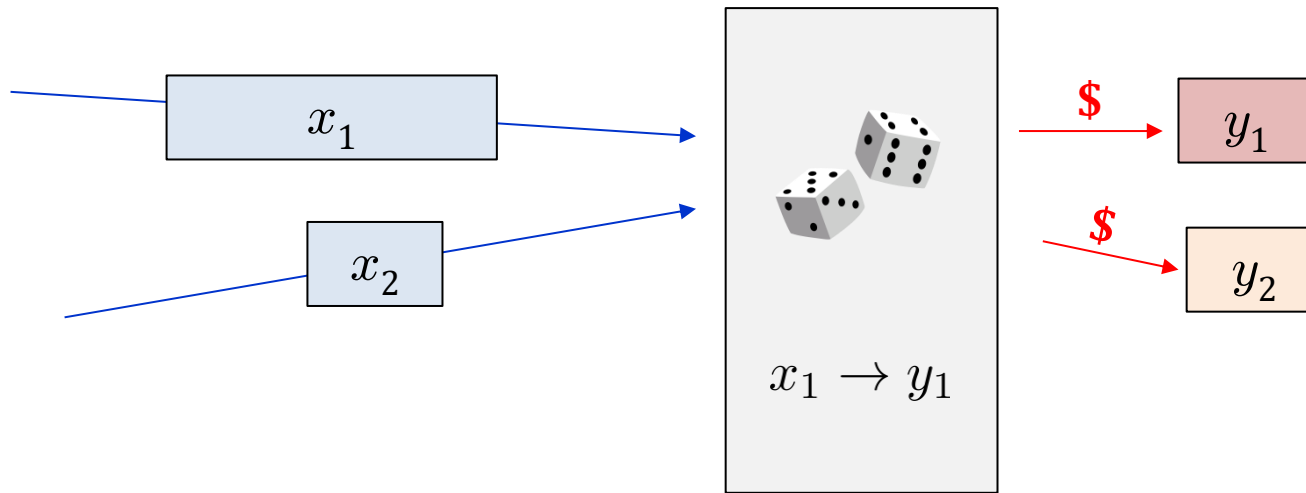 x₁
$
y₁
x₂
$
y₂
x₁ → y₁